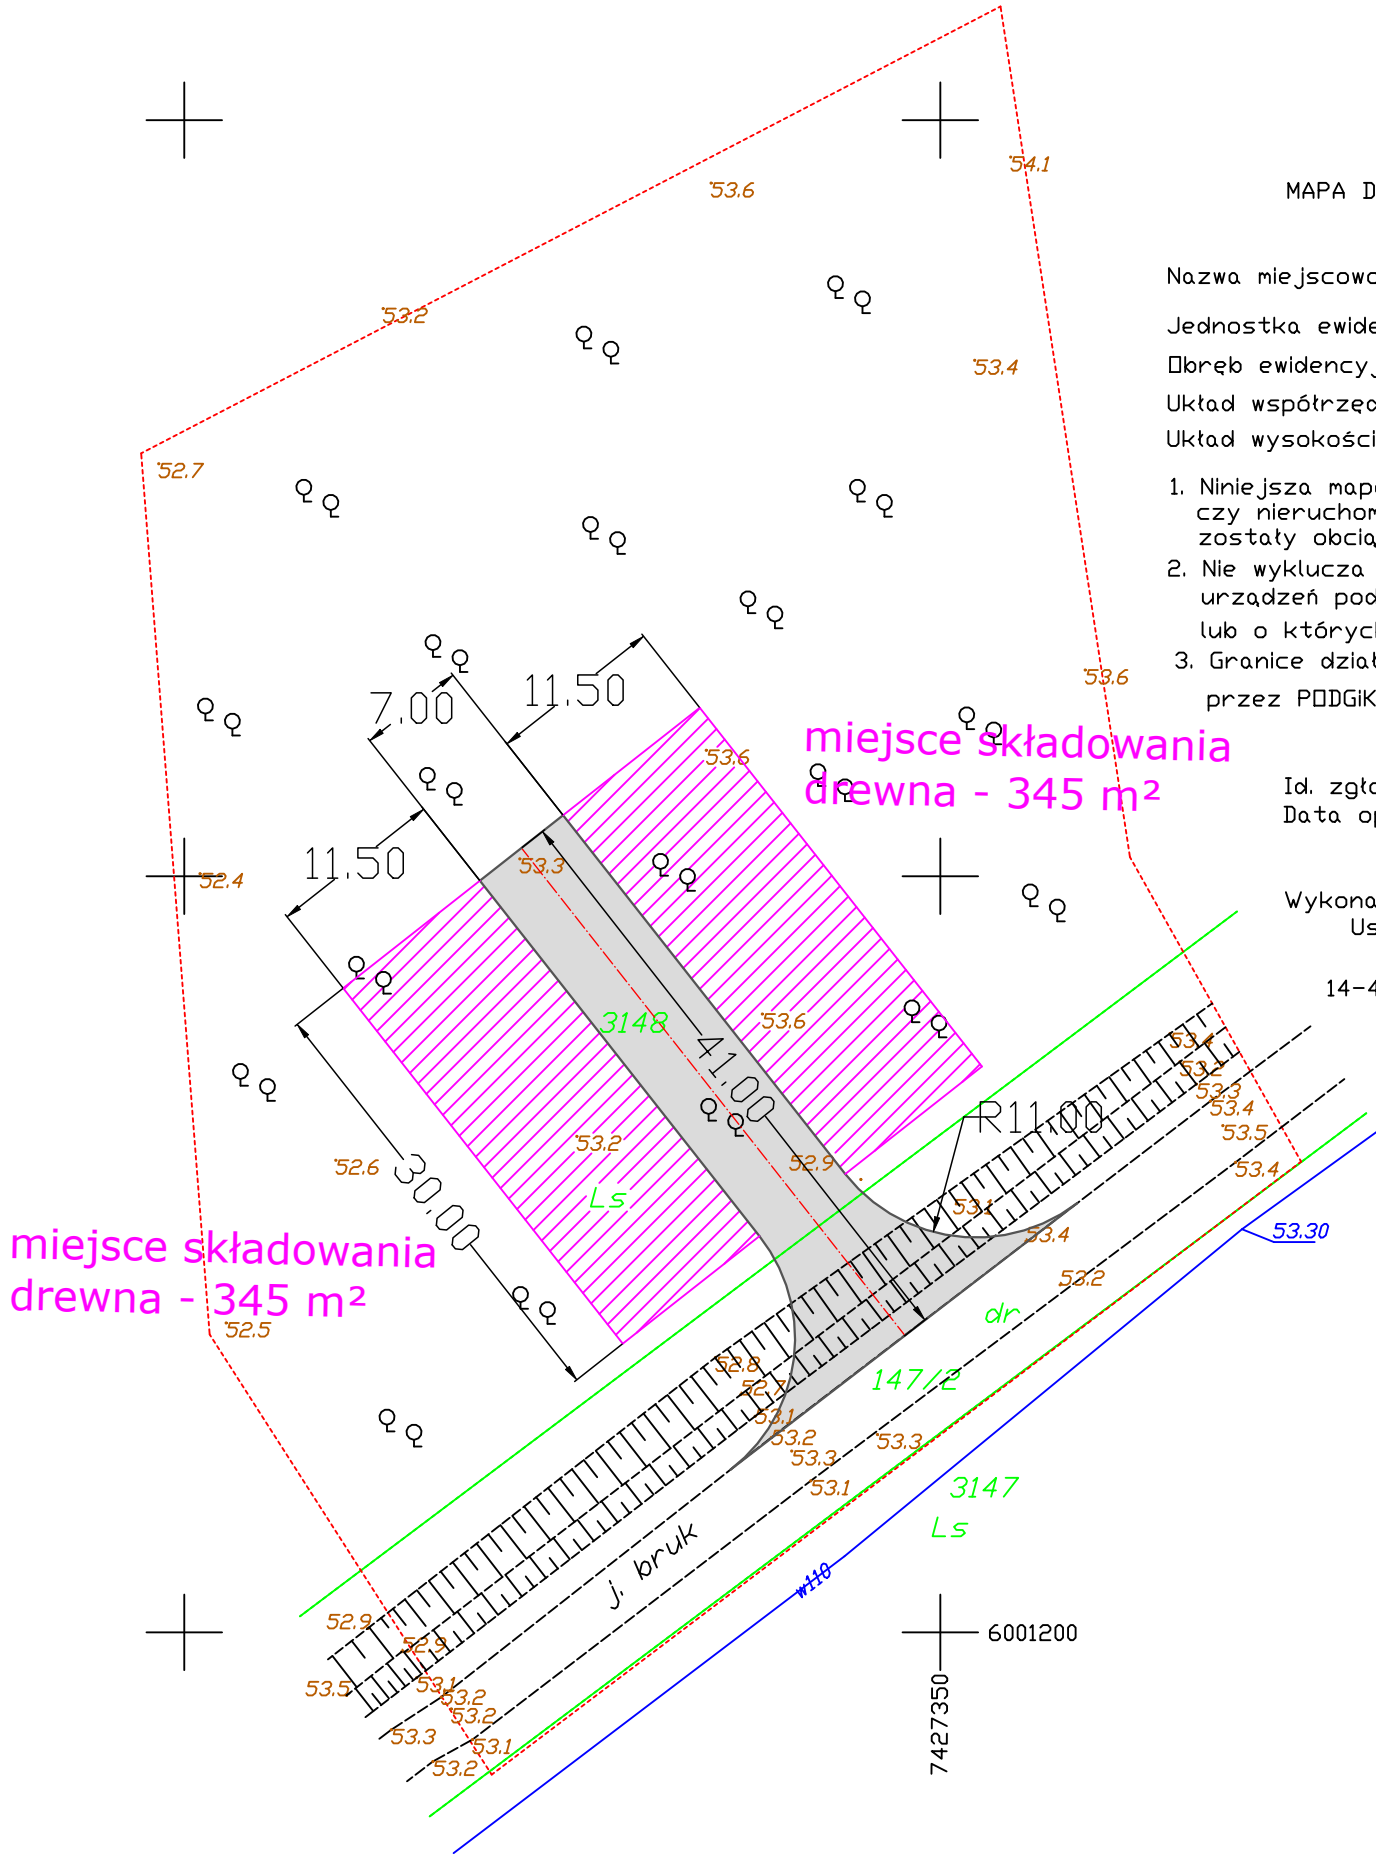 54.1
53.6
MAPA D
Nazwa miejscowo
53.2
Jednostka ewide
53.4
Obręb ewidency
Układ współrzęd
Układ wysokości
52.7
1. Niniejsza map
czy nieruchom
zostały obcią
2. Nie wyklucza
urządzeń pod
lub o których
3. Granice dział
53.6
przez PODGiK
7.00
11.50
miejsce składowania
drewna - 345 m²
53.6
Id. zgło
Data op
11.50
53.3
52.4
Wykona
Us
14-4
3148
53.6
41.00
53.4
53.2
53.3
53.4
53.5
53.4
R11.00
53.2
52.9
52.6
30.00
Ls
53.1
53.4
53.30
miejsce składowania
drewna - 345 m²
53.2
52.5
dr
52.8
147/2
52.7
53.1
53.2
53.3
53.3
53.1
3147
Ls
j. bruk
w110
52.9
52.9
6001200
53.5
53.1
53.2
53.2
53.3
53.1
53.2
7427350